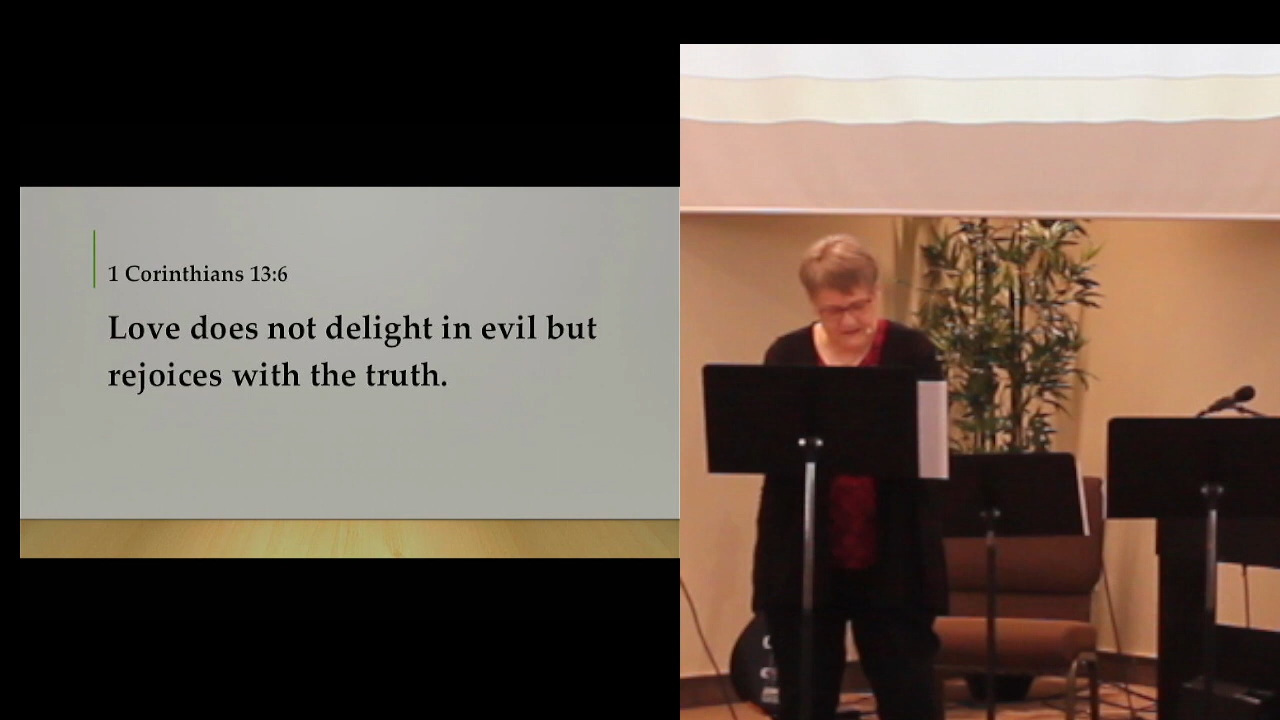 1 Corinthians 13:6
Love does not delight in evil but
rejoices with the truth.